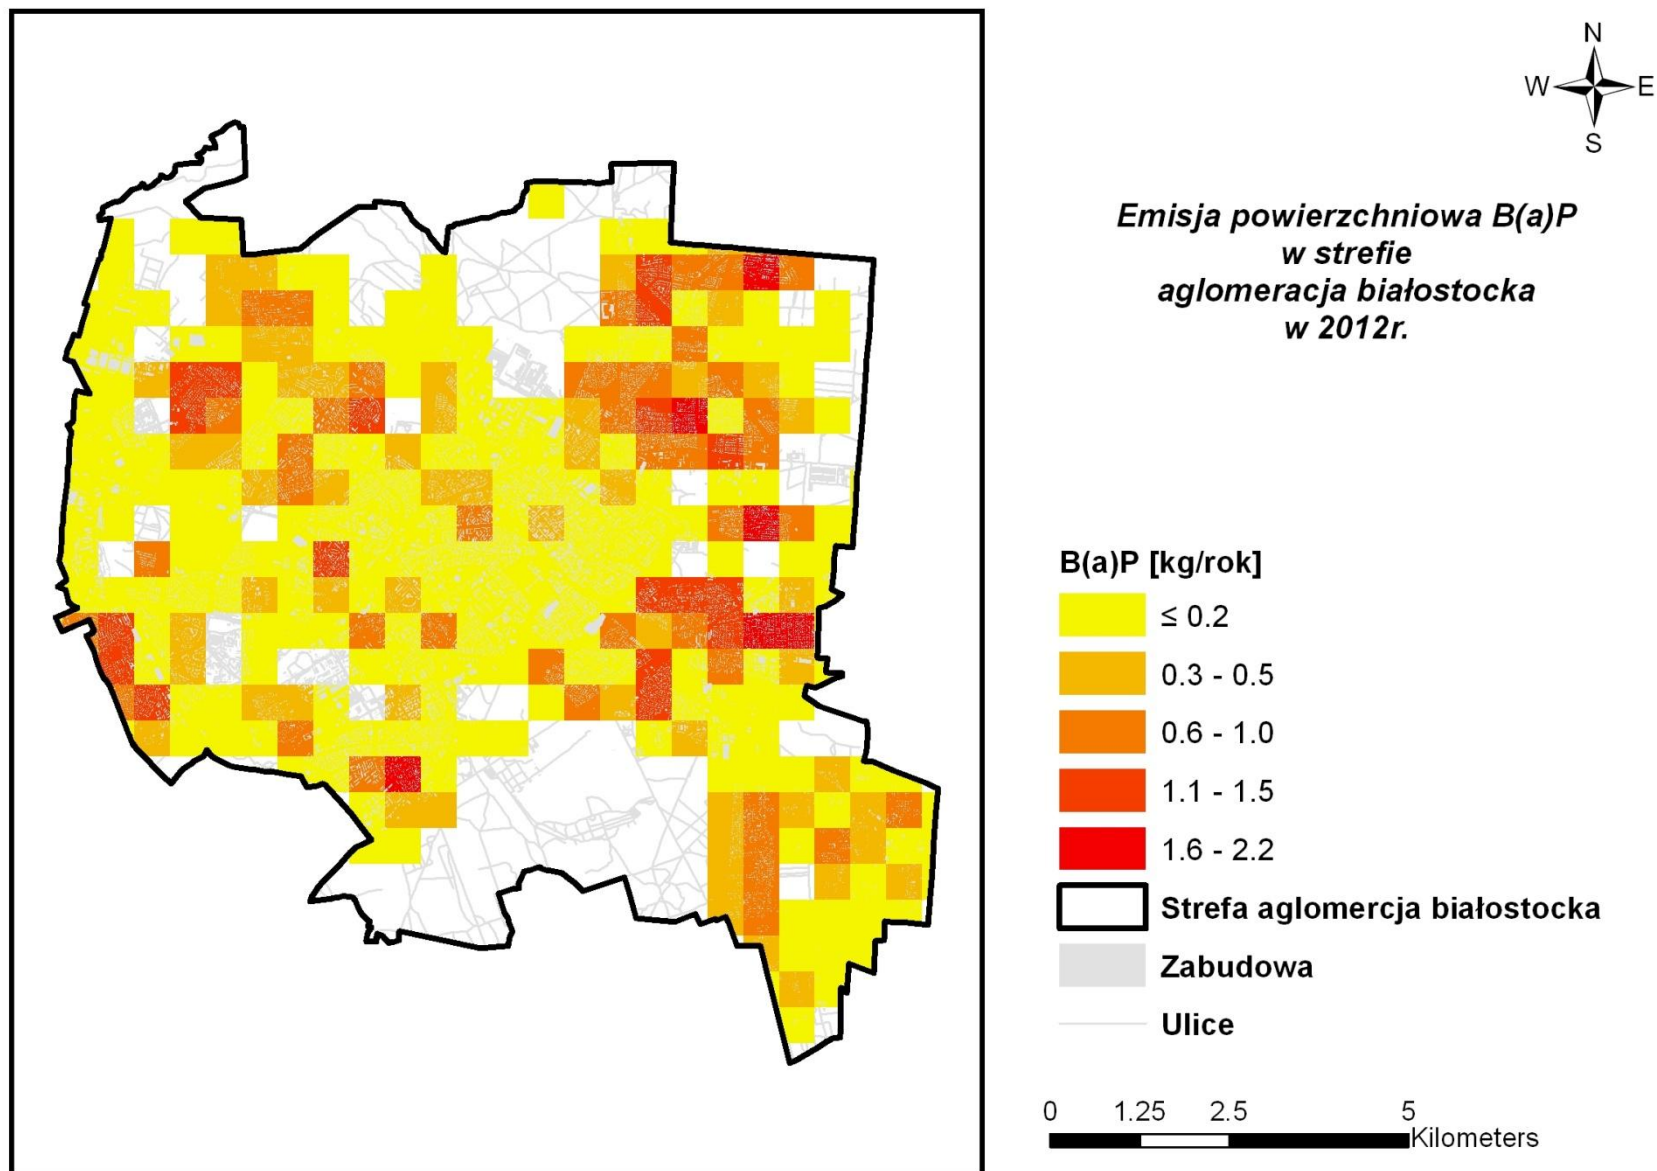 N
W E
S
Emisja powierzchniowa B(a)P
w strefie
aglomeracja białostocka
w 2012r.
B(a)P [kg/rok]
≤ 0.2
0.3 - 0.5
0.6 - 1.0
1.1 - 1.5
1.6 - 2.2
Strefa aglomercja białostocka
Zabudowa
Ulice
0 1.25 2.5 5
Kilometers